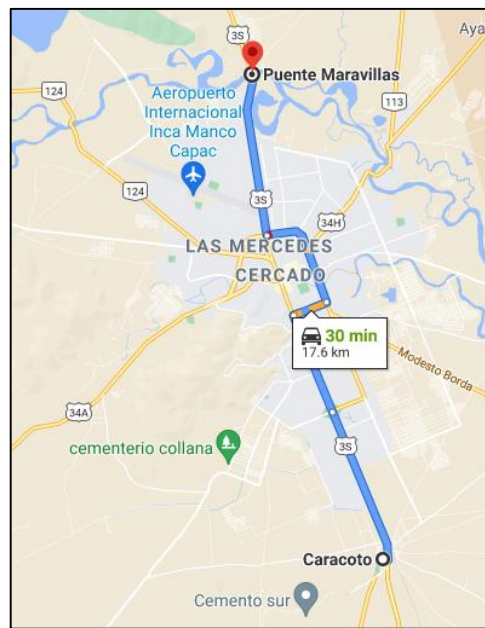 3S
Aya
Puente Maravillas
124
Aeropuerto
Internacional
Inca Manco
Capac
113
124
3S
34H
LAS MERCEDES
CERCADO
30 min
17.6 km
Modesto Borda
34A
cementerio collana
3S
Caracoto
Cemento sur